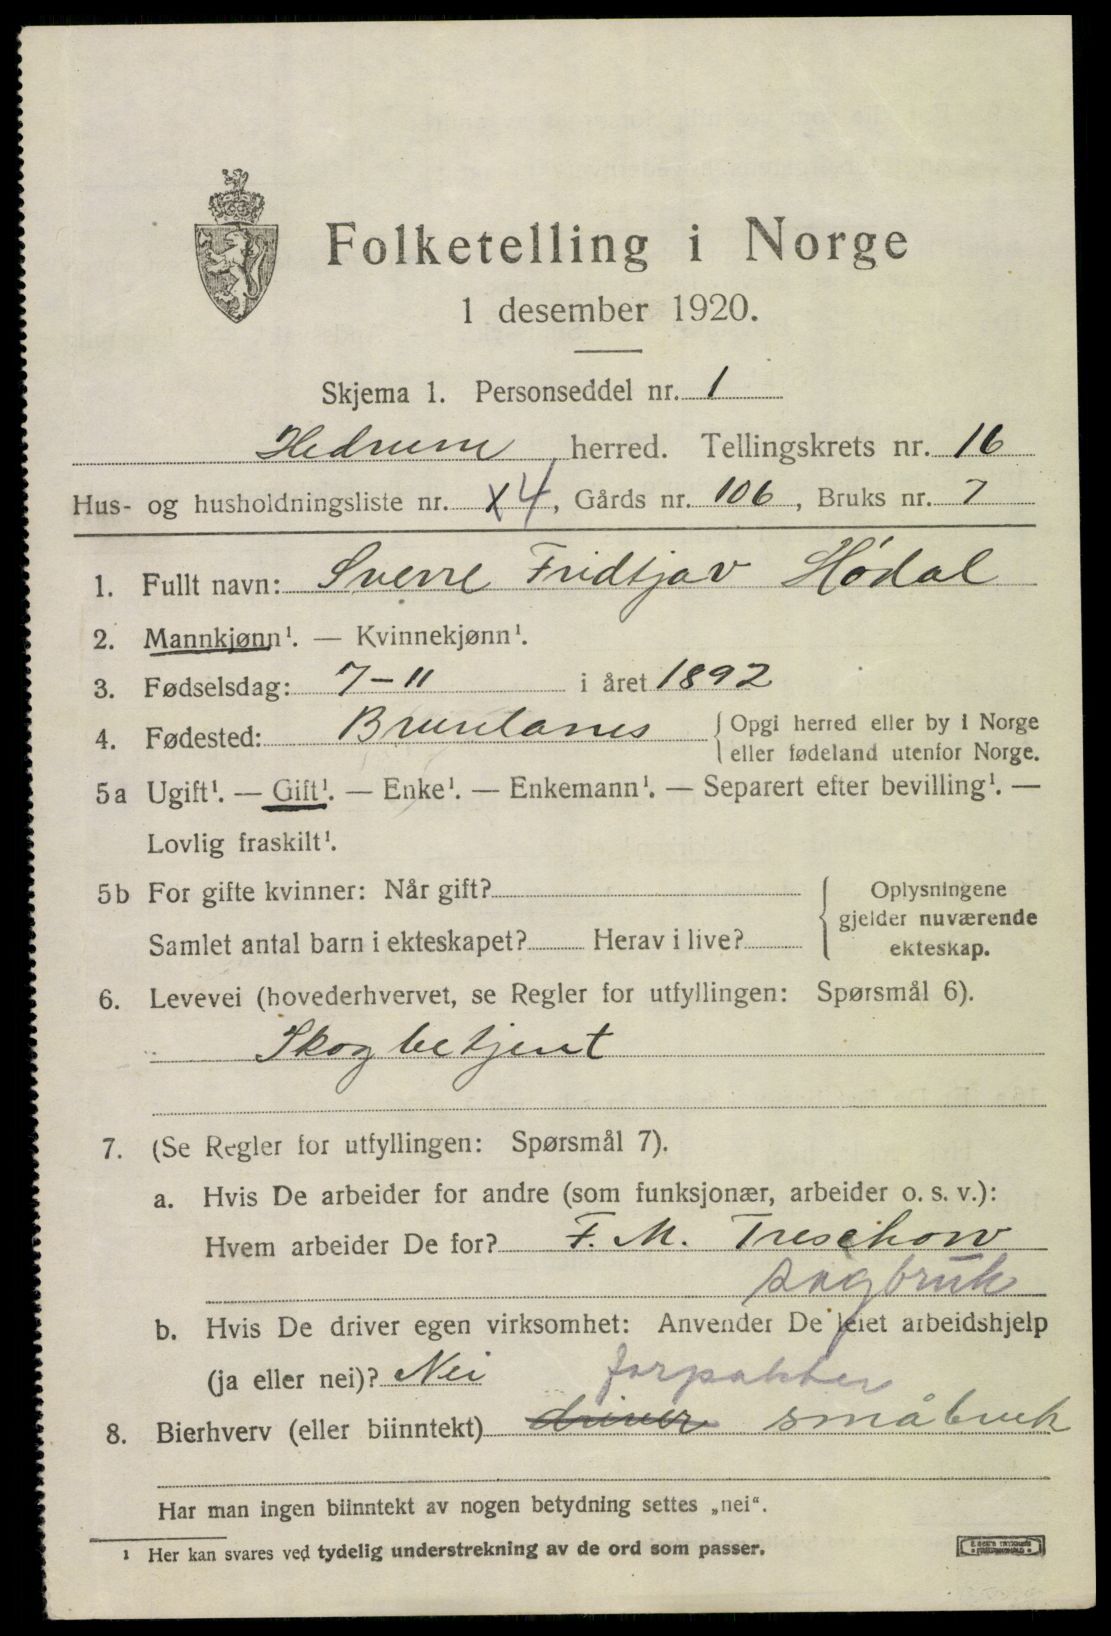 Folketelling i Norge
1 desember 1920.
Skjema 1. Personseddel nr. 1
Hedrum herred. Tellingskrets nr. 16
Hus- og husholdningsliste nr. x4, Gårds nr. 106, Bruks nr. 7
1. Fullt navn: Sverre Fridtjav Hødal
2. Mannkjønn¹. — Kvinnekjønn¹.
3. Fødselsdag: 7-11 i året 1892
4. Fødested: Brunlanes { Opgi herred eller by i Norge
eller fødeland utenfor Norge.
5a Ugift¹. — Gift¹. — Enke¹. — Enkemann¹. — Separert efter bevilling¹. —
Lovlig fraskilt¹.
5b For gifte kvinner: Når gift? { Oplysningene
gjelder nuværende
Samlet antal barn i ekteskapet? Herav i live? ekteskap.
6. Levevei (hovederhvervet, se Regler for utfyllingen: Spørsmål 6).
Skogbetjent
7. (Se Regler for utfyllingen: Spørsmål 7).
a. Hvis De arbeider for andre (som funksjonær, arbeider o. s. v.):
Hvem arbeider De for? F. M. Treschow
sagbruk
b. Hvis De driver egen virksomhet: Anvender De leiet arbeidshjelp
(ja eller nei)? Nei forpakter
8. Bierhverv (eller biinntekt) driver småbruk
Har man ingen biinntekt av nogen betydning settes „nei“.
¹ Her kan svares ved tydelig understrekning av de ord som passer.